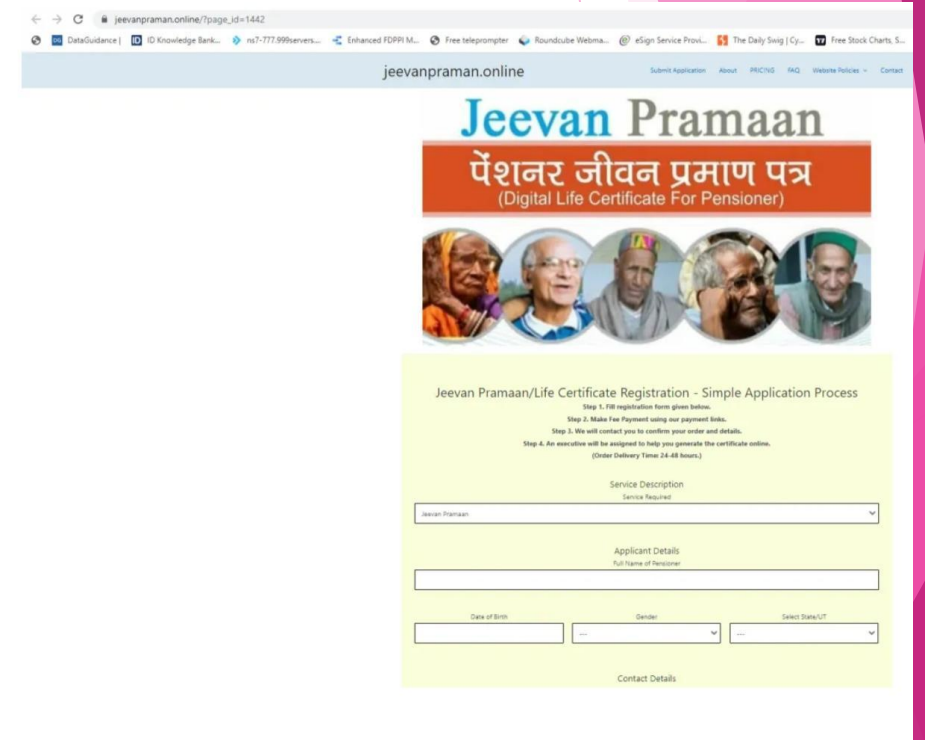 jeevanpraman.online/?page_id=1442
DG DataGuidance | ID ID Knowledge Bank... ns7-777.999servers.... Enhanced FDPPI M... Free teleprompter Roundcube Webma... eSign Service Provi... The Daily Swig | Cy... Free Stock Charts, S...
jeevanpraman.online Submit Application About PRICING FAQ Website Policies Contact
Jeevan Pramaan
पेंशनर जीवन प्रमाण पत्र
(Digital Life Certificate For Pensioner)
Jeevan Pramaan/Life Certificate Registration - Simple Application Process
Step 1. Fill registration form given below.
Step 2. Make Fee Payment using our payment links.
Step 3. We will contact you to confirm your order and details.
Step 4. An executive will be assigned to help you generate the certificate online.
(Order Delivery Time: 24-48 hours.)
Service Description
Service Required
Jeevan Pramaan
Applicant Details
Full Name of Pensioner
Date of Birth Gender Select State/UT
--- ---
Contact Details